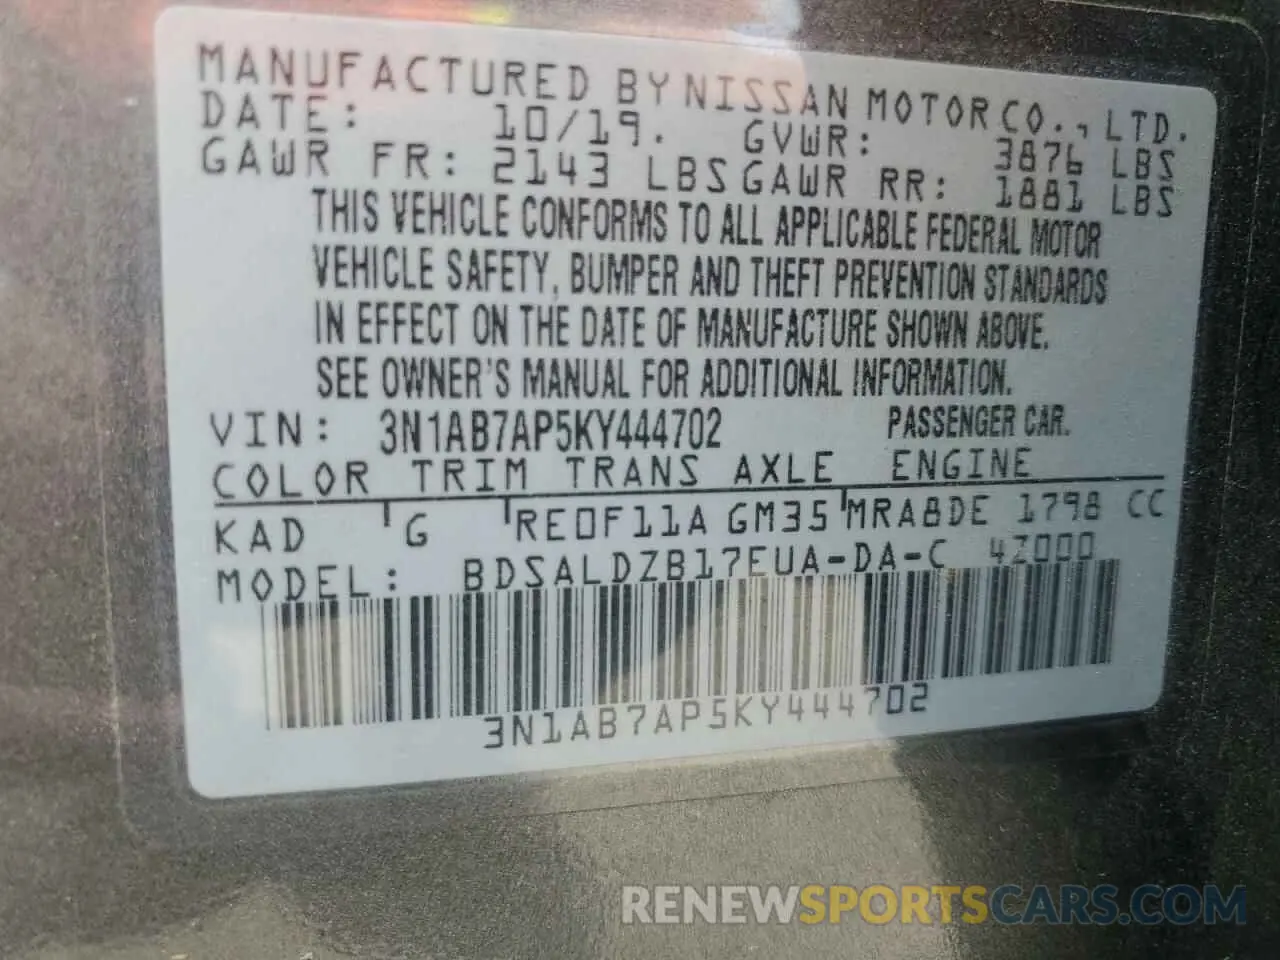 MANUFACTURED BY NISSAN MOTOR CO., LTD.
DATE: 10/19. GVWR: 3876 LBS
GAWR FR: 2143 LBS GAWR RR: 1881 LBS
THIS VEHICLE CONFORMS TO ALL APPLICABLE FEDERAL MOTOR
VEHICLE SAFETY, BUMPER AND THEFT PREVENTION STANDARDS
IN EFFECT ON THE DATE OF MANUFACTURE SHOWN ABOVE.
SEE OWNER'S MANUAL FOR ADDITIONAL INFORMATION.
VIN: 3N1AB7AP5KY444702 PASSENGER CAR.
COLOR TRIM TRANS AXLE ENGINE
KAD G RE0F11A GM35 MRA8DE 1798 CC
MODEL: BDSALDZB17EUA-DA-C 4Z000
3N1AB7AP5KY444702
RENEWSPORTSCARS.COM